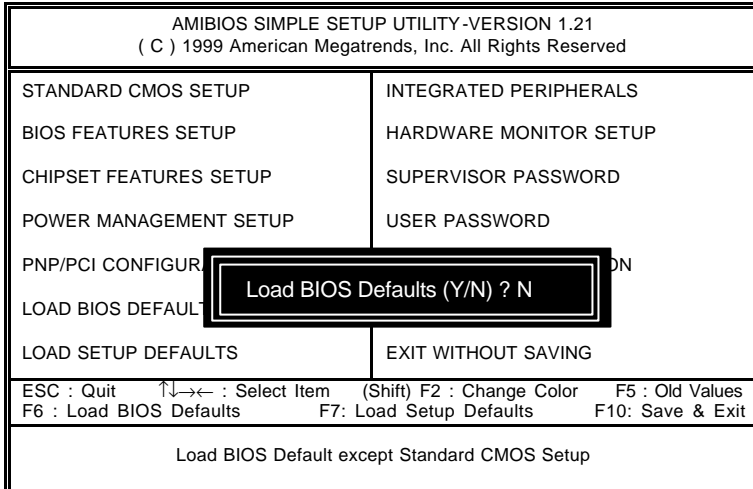 AMIBIOS SIMPLE SETUP UTILITY-VERSION 1.21
( C ) 1999 American Megatrends, Inc. All Rights Reserved
STANDARD CMOS SETUP
BIOS FEATURES SETUP
CHIPSET FEATURES SETUP
POWER MANAGEMENT SETUP
PNP/PCI CONFIGUR
LOAD BIOS DEFAULT
LOAD SETUP DEFAULTS
INTEGRATED PERIPHERALS
HARDWARE MONITOR SETUP
SUPERVISOR PASSWORD
USER PASSWORD
ON
EXIT WITHOUT SAVING
Load BIOS Defaults (Y/N) ? N
ESC : Quit ↑↓→← : Select Item (Shift) F2 : Change Color F5 : Old Values
F6 : Load BIOS Defaults F7: Load Setup Defaults F10: Save & Exit
Load BIOS Default except Standard CMOS Setup